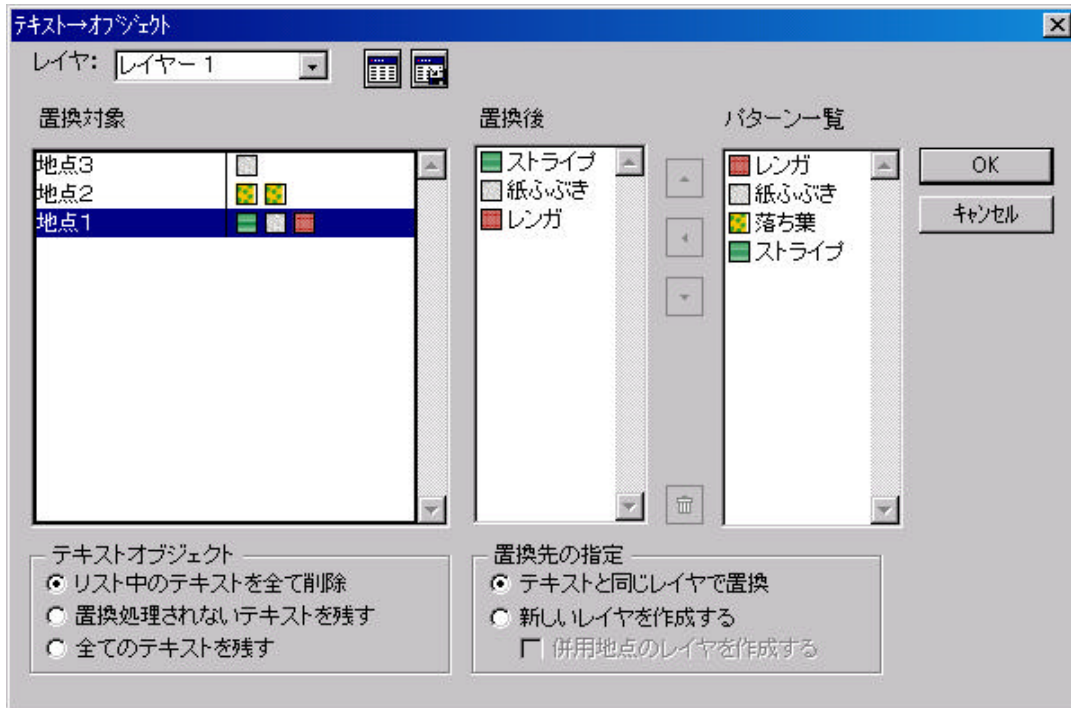 テキスト→オブジェクト
レイヤ: レイヤー 1
置換対象
置換後
パターン一覧
地点3
地点2
地点1
ストライプ
紙ふぶき
レンガ
レンガ
紙ふぶき
落ち葉
ストライプ
OK
キャンセル
テキストオブジェクト
リスト中のテキストを全て削除
置換処理されないテキストを残す
全てのテキストを残す
置換先の指定
テキストと同じレイヤで置換
新しいレイヤを作成する
併用地点のレイヤを作成する